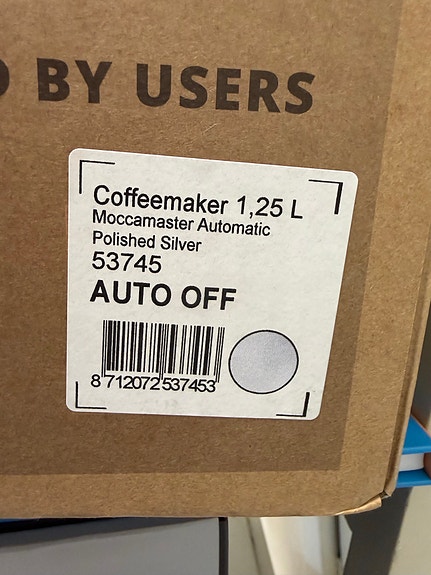 BY USERS
Coffeemaker 1,25 L
Moccamaster Automatic
Polished Silver
53745
AUTO OFF
8 712072 537453